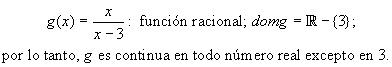 g(x) = x/(x−3) : función racional; domg = ℝ − {3};
por lo tanto, g es continua en todo número real excepto en 3.